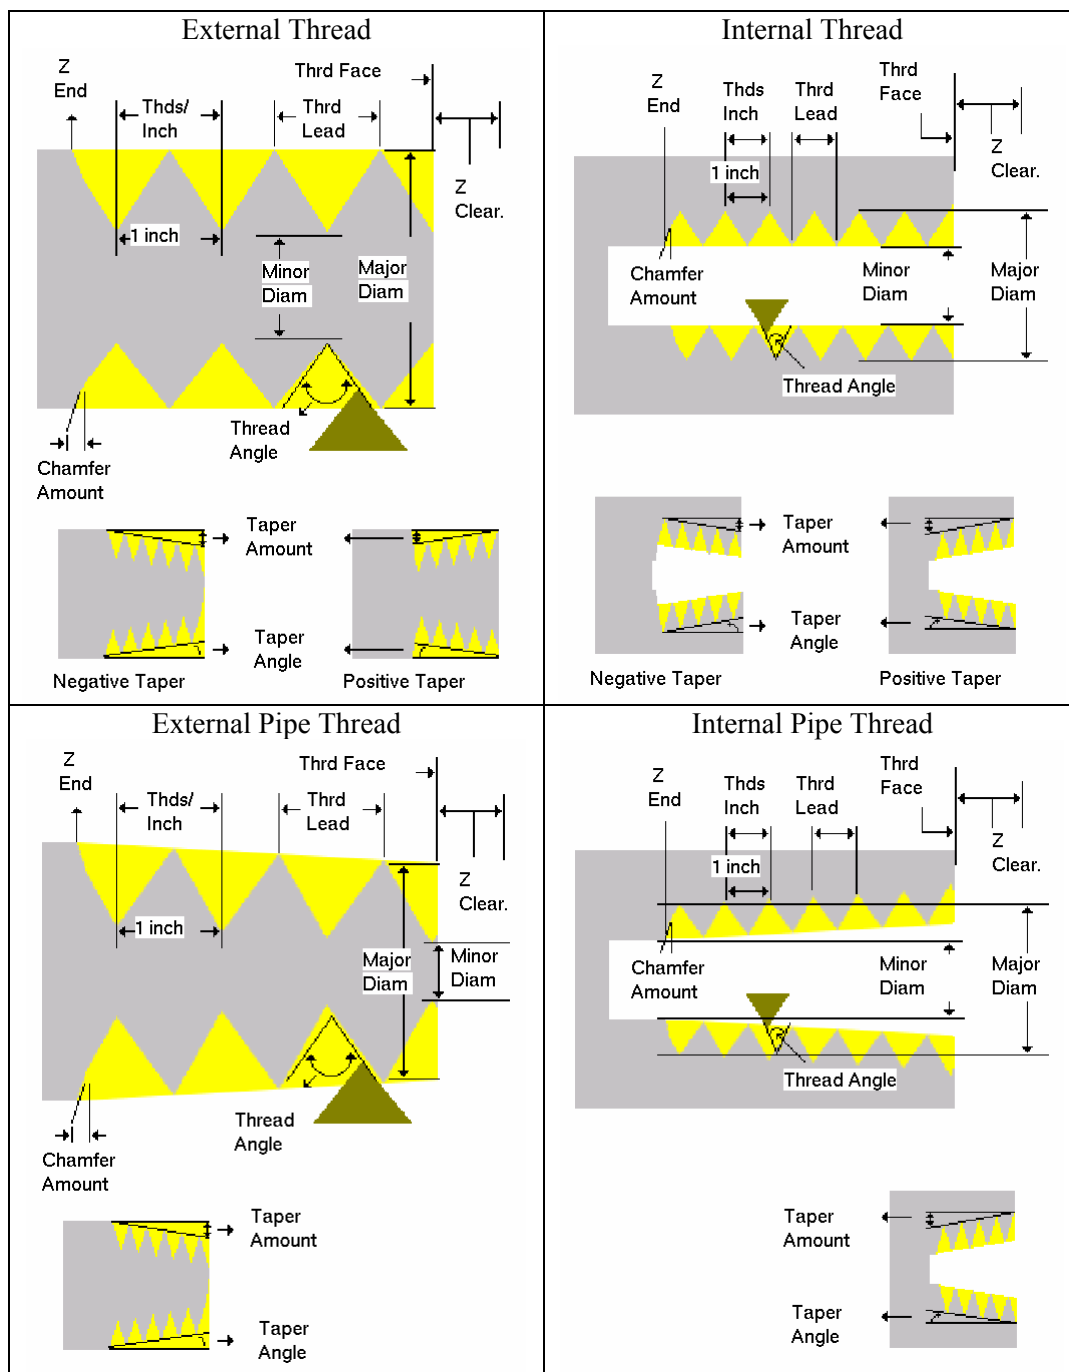 External Thread
Z
End
Thds/
Inch
Thrd Face
Thrd
Lead
Z
Clear.
1 inch
Minor
Diam
Major
Diam
Thread
Angle
Chamfer
Amount
Taper
Amount
Taper
Angle
Negative Taper
Positive Taper
Internal Thread
Z
End
Thds
Inch
Thrd
Lead
Thrd
Face
Z
Clear.
1 inch
Chamfer
Amount
Minor
Diam
Major
Diam
Thread Angle
Taper
Amount
Taper
Angle
Negative Taper
Positive Taper
External Pipe Thread
Z
End
Thds/
Inch
Thrd Face
Thrd
Lead
Z
Clear.
1 inch
Major
Diam
Minor
Diam
Thread
Angle
Chamfer
Amount
Taper
Amount
Taper
Angle
Internal Pipe Thread
Z
End
Thds
Inch
Thrd
Lead
Thrd
Face
Z
Clear.
1 inch
Chamfer
Amount
Minor
Diam
Major
Diam
Thread Angle
Taper
Amount
Taper
Angle